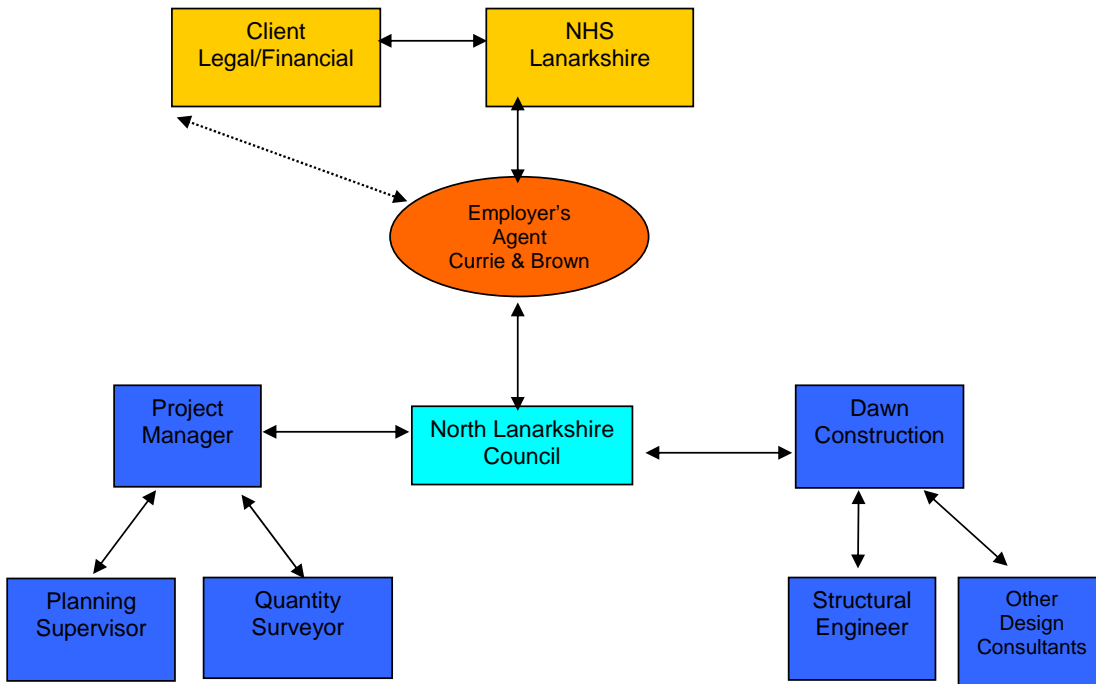 Client
Legal/Financial
NHS
Lanarkshire
Employer's
Agent
Currie & Brown
Project
Manager
North Lanarkshire
Council
Dawn
Construction
Planning
Supervisor
Quantity
Surveyor
Structural
Engineer
Other
Design
Consultants